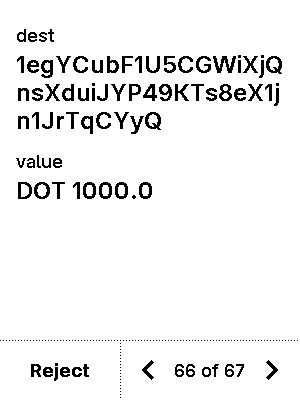 dest
1egYCubF1U5CGWiXjQ
nsXduiJYP49KTs8eX1j
n1JrTqCYyQ
value
DOT 1000.0
Reject
66 of 67